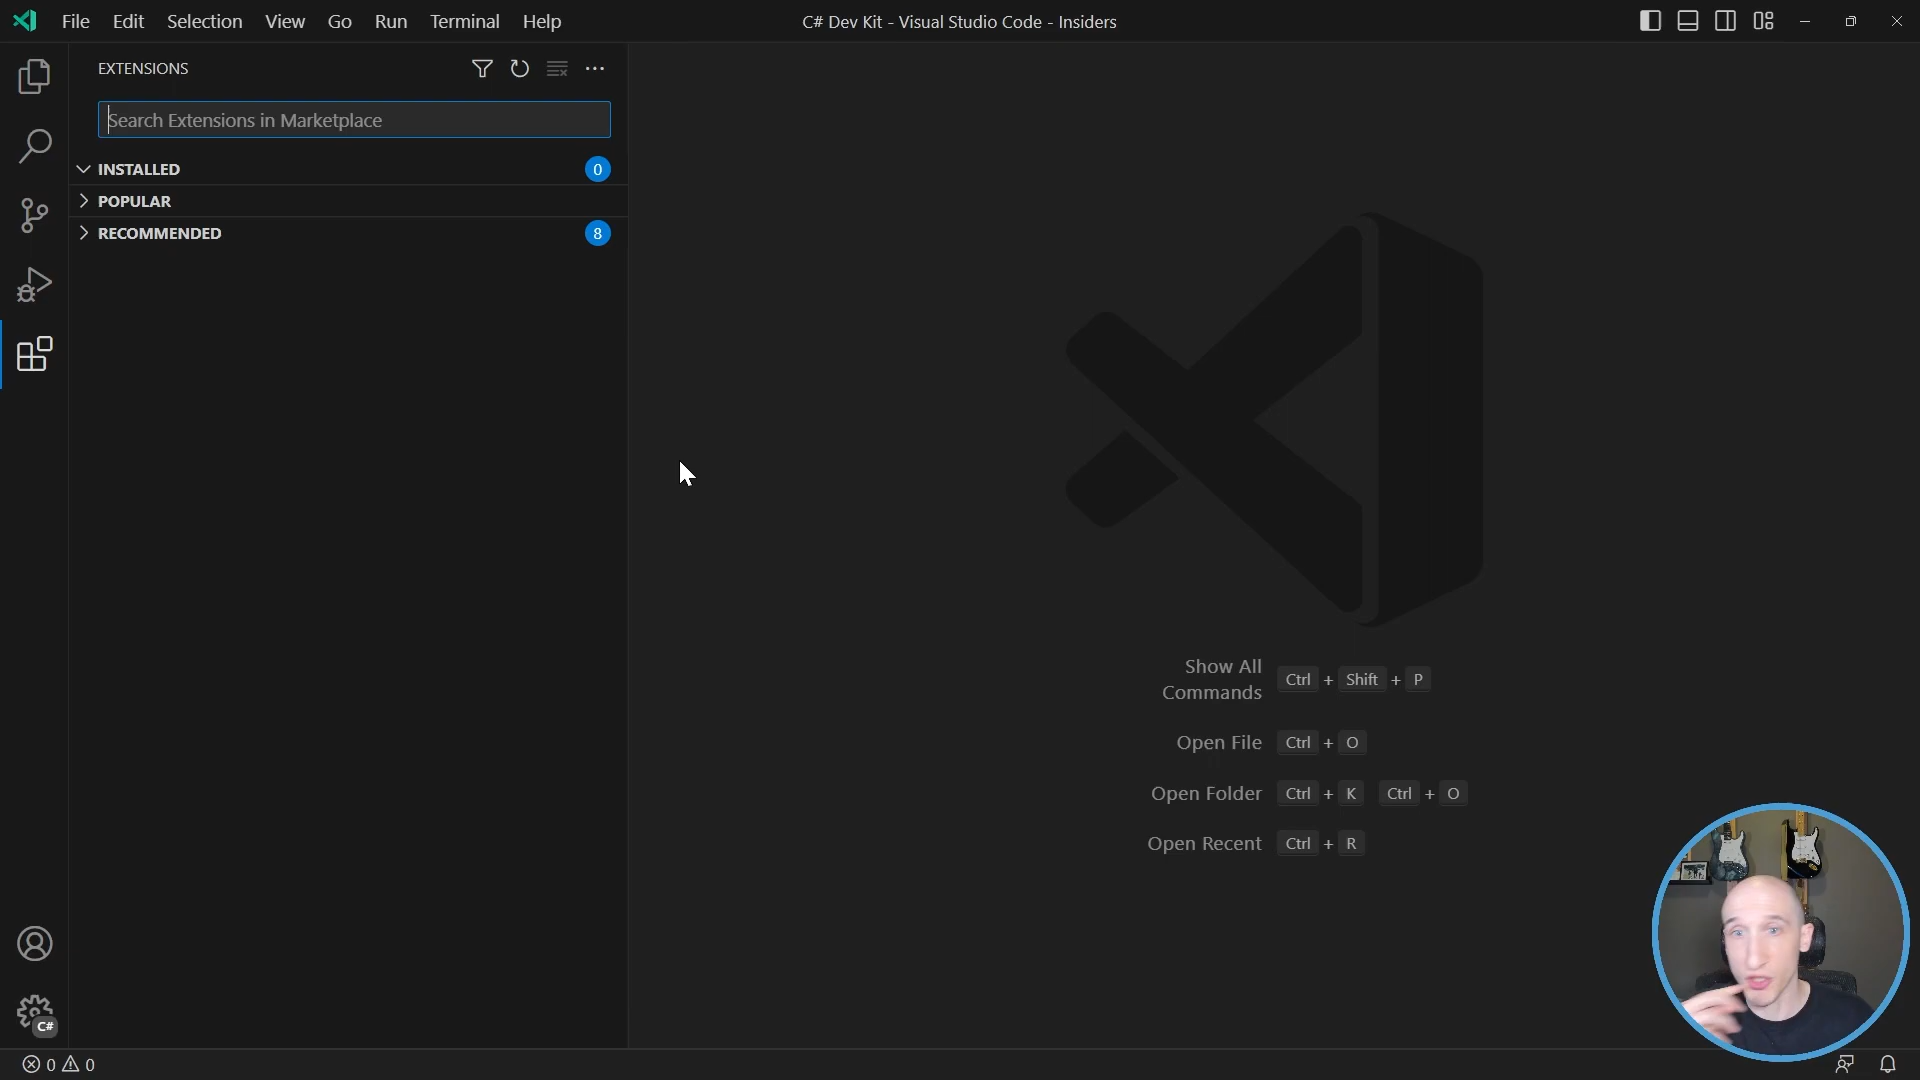 File Edit Selection View Go Run Terminal Help
C# Dev Kit - Visual Studio Code - Insiders
EXTENSIONS
Search Extensions in Marketplace
INSTALLED 0
POPULAR
RECOMMENDED 8
Show All
Commands
Ctrl + Shift + P
Open File Ctrl + O
Open Folder Ctrl + K Ctrl + O
Open Recent Ctrl + R
C#
0 0